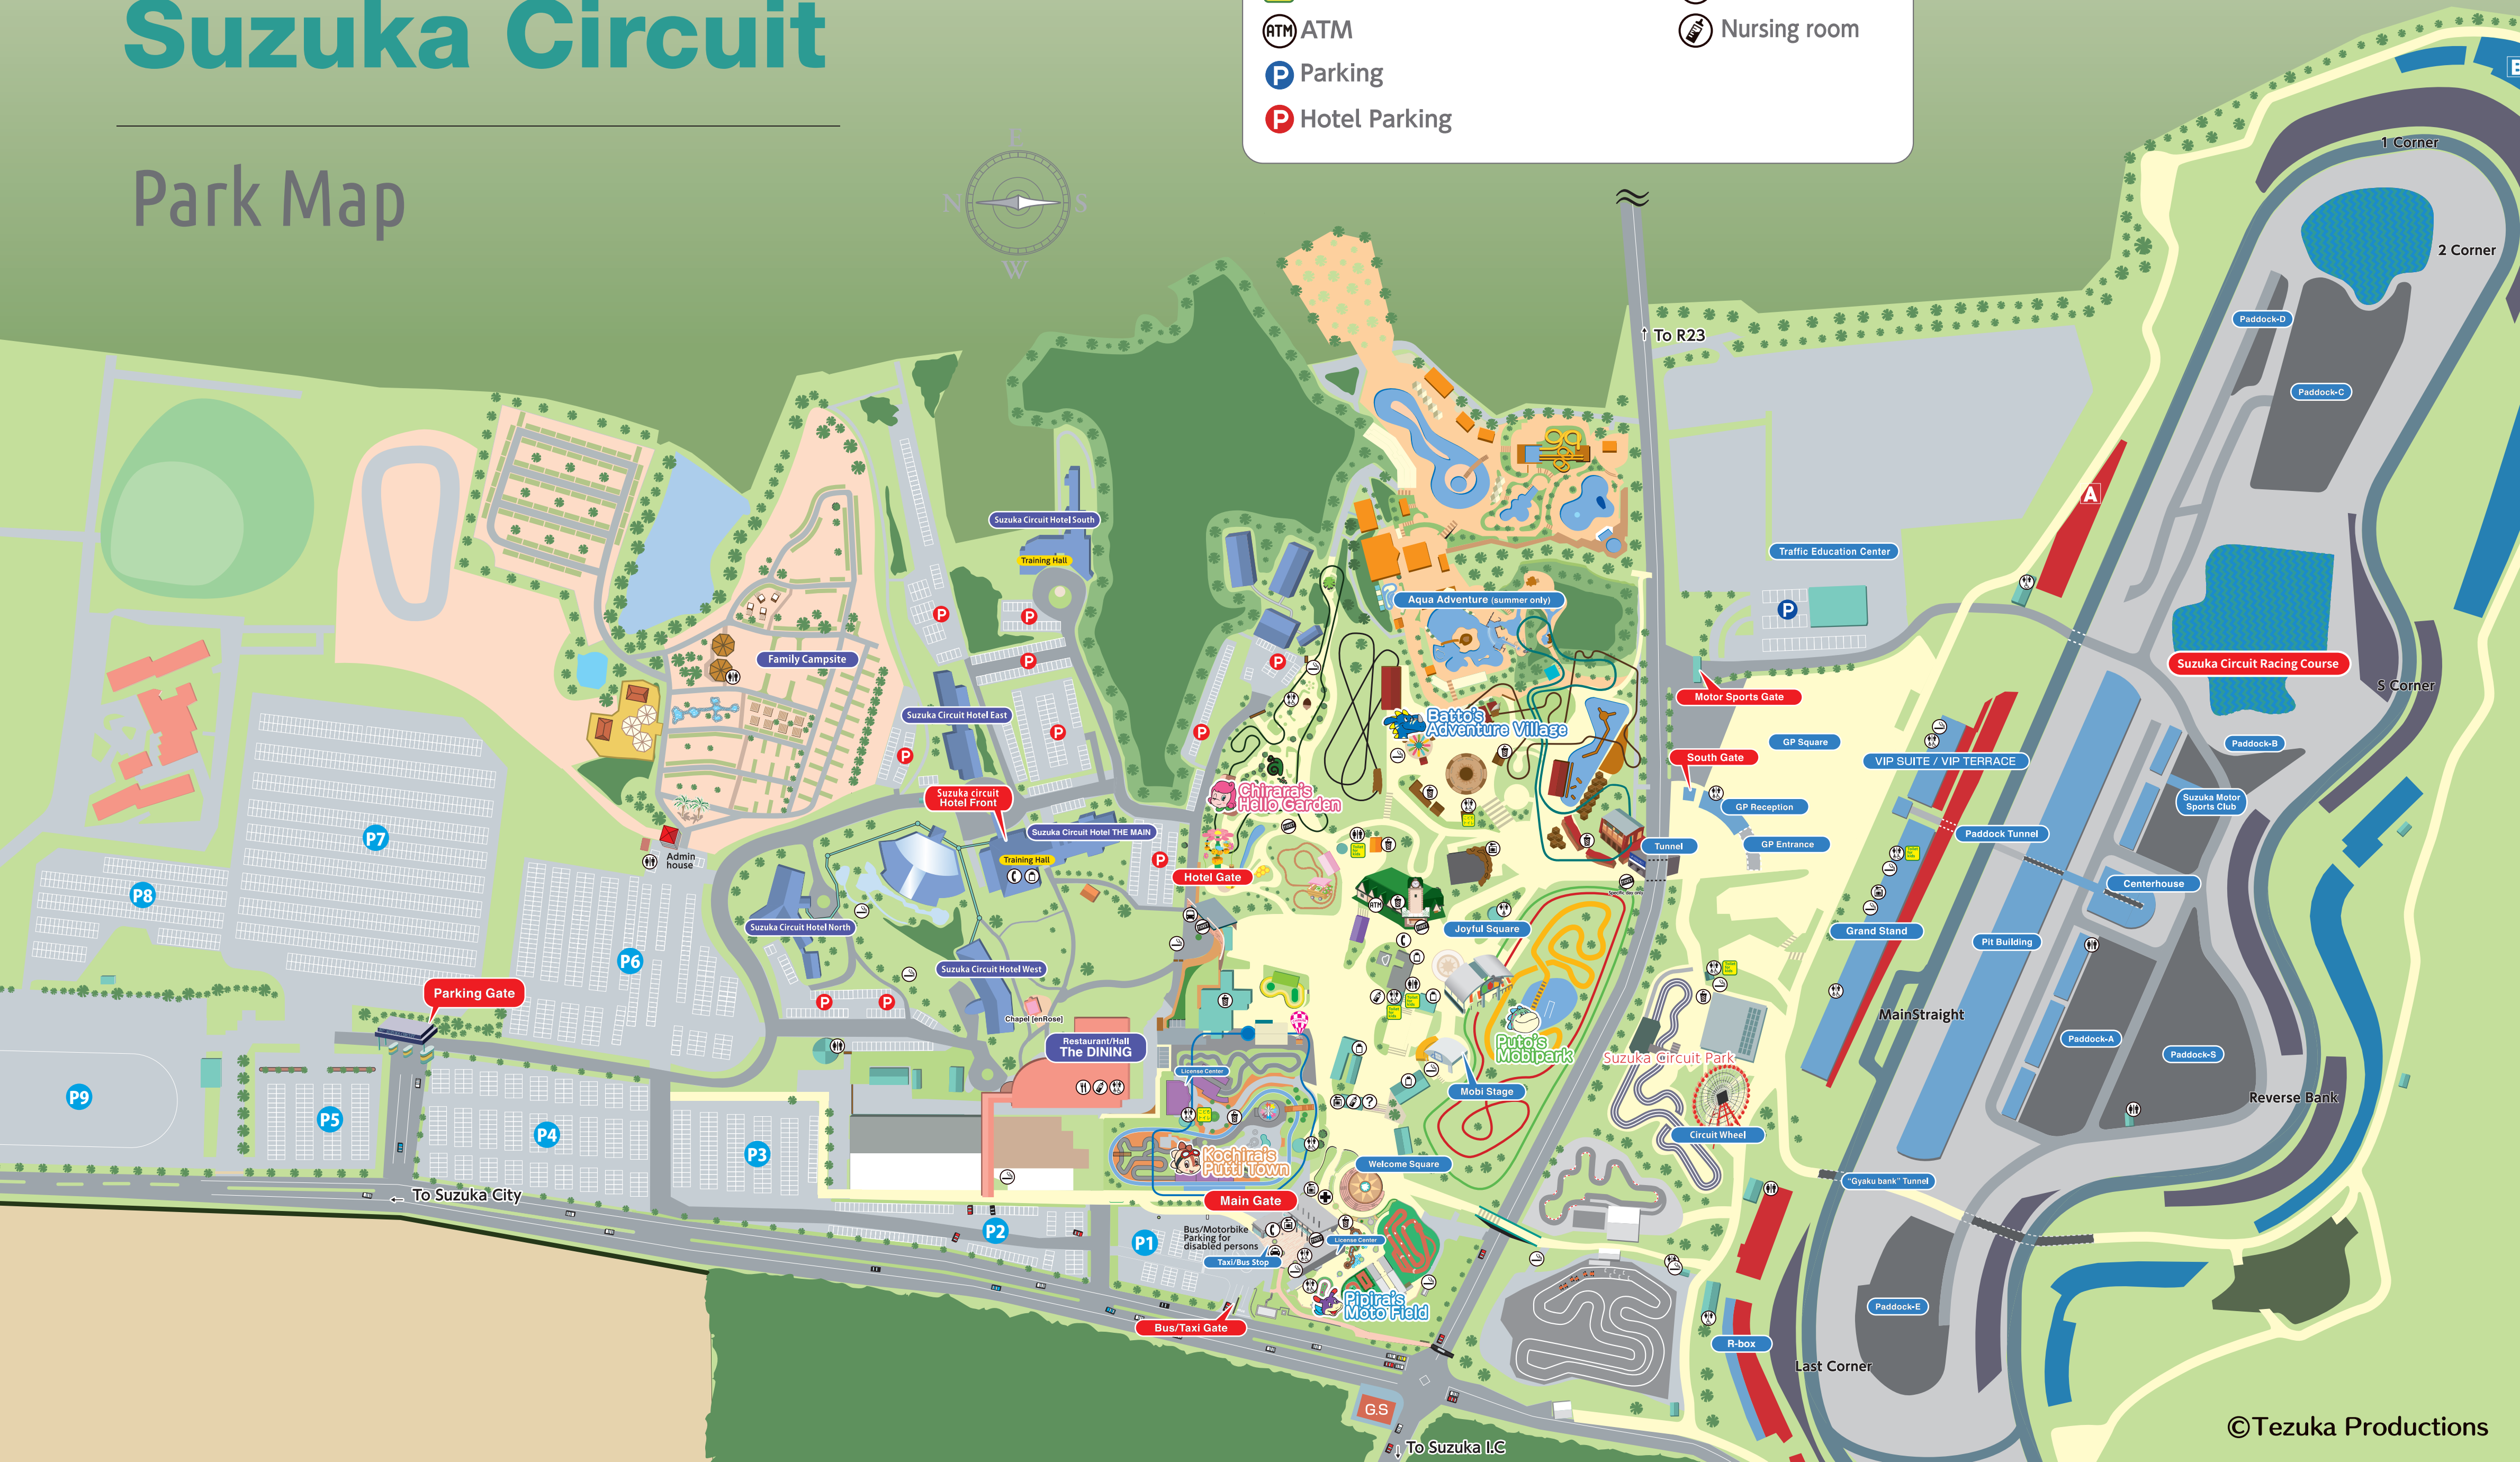 Suzuka Circuit
Park Map
N
S
W
ATM ATM
P Parking
P Hotel Parking
Nursing room
1 Corner
2 Corner
To R23
Paddock-D
Paddock-C
A
Suzuka Circuit Hotel South
Training Hall
Traffic Education Center
P
Aqua Adventure (summer only)
P
P
P
P
Family Campsite
Suzuka Circuit Racing Course
S Corner
Motor Sports Gate
Suzuka Circuit Hotel East
Batto's
Adventure Village
P
P
P
GP Square
Paddock-B
South Gate
VIP SUITE / VIP TERRACE
Suzuka circuit
Hotel Front
Chirara's
Hello Garden
GP Reception
Suzuka Motor
Sports Club
Suzuka Circuit Hotel THE MAIN
Paddock Tunnel
P7
Training Hall
P
Admin
house
Tunnel
GP Entrance
Hotel Gate
Centerhouse
P8
ATM
Suzuka Circuit Hotel North
Joyful Square
Grand Stand
Pit Building
P6
Suzuka Circuit Hotel West
Parking Gate
P
P
MainStraight
Chapel [enRose]
Restaurant/Hall
The DINING
Puto's
Mobipark
Suzuka Circuit Park
Paddock-A
Paddock-S
License Center
Mobi Stage
Reverse Bank
P9
P5
P4
P3
Circuit Wheel
Kochira's
Putti Town
Welcome Square
"Gyaku bank" Tunnel
To Suzuka City
Main Gate
P2
P1
Bus/Motorbike
Parking for
disabled persons
License Center
Taxi/Bus Stop
Pipira's
Moto Field
Paddock-E
Bus/Taxi Gate
R-box
Last Corner
G.S
To Suzuka I.C
©Tezuka Productions